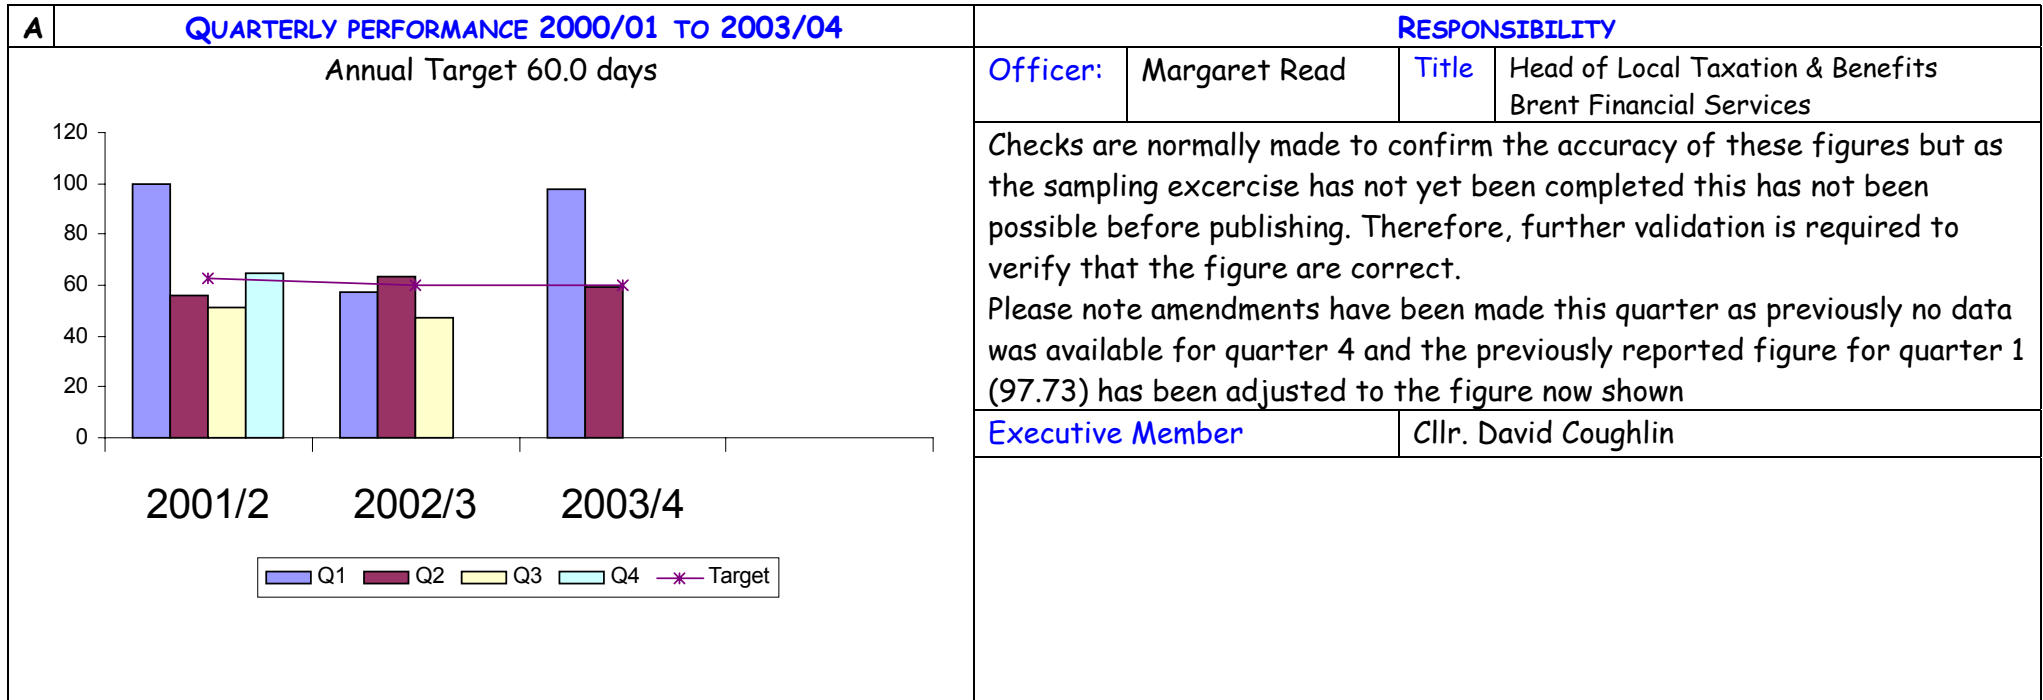 A QUARTERLY PERFORMANCE 2000/01 TO 2003/04
Annual Target 60.0 days
120
100
80
60
40
20
0
2001/2 2002/3 2003/4
Q1 Q2 Q3 Q4 Target
RESPONSIBILITY
Officer: Margaret Read Title Head of Local Taxation & Benefits
Brent Financial Services
Checks are normally made to confirm the accuracy of these figures but as
the sampling excercise has not yet been completed this has not been
possible before publishing. Therefore, further validation is required to
verify that the figure are correct.
Please note amendments have been made this quarter as previously no data
was available for quarter 4 and the previously reported figure for quarter 1
(97.73) has been adjusted to the figure now shown
Executive Member Cllr. David Coughlin